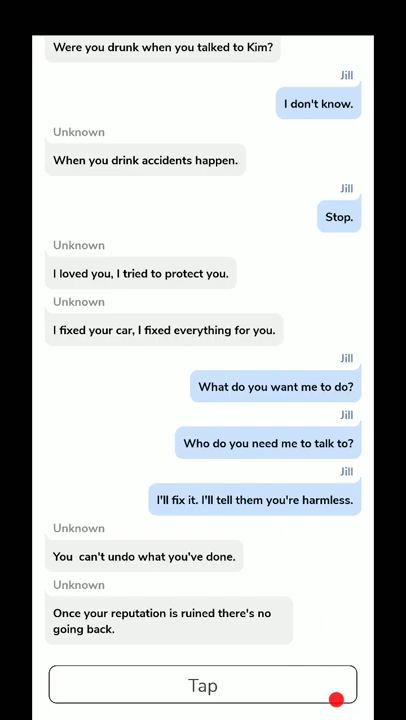 Were you drunk when you talked to Kim?
Jill
I don't know.
Unknown
When you drink accidents happen.
Jill
Stop.
Unknown
I loved you, I tried to protect you.
Unknown
I fixed your car, I fixed everything for you.
Jill
What do you want me to do?
Jill
Who do you need me to talk to?
Jill
I'll fix it. I'll tell them you're harmless.
Unknown
You  can't undo what you've done.
Unknown
Once your reputation is ruined there's no
going back.
Tap